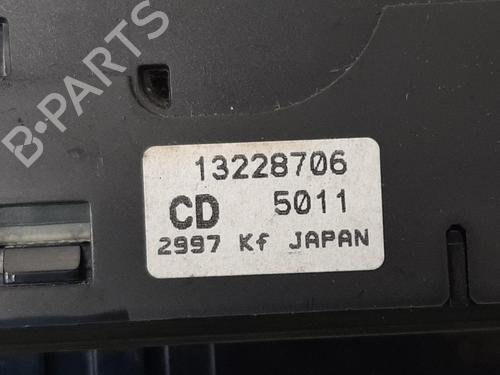 B-PARTS
13228706
CD 5011
2997 Kf JAPAN